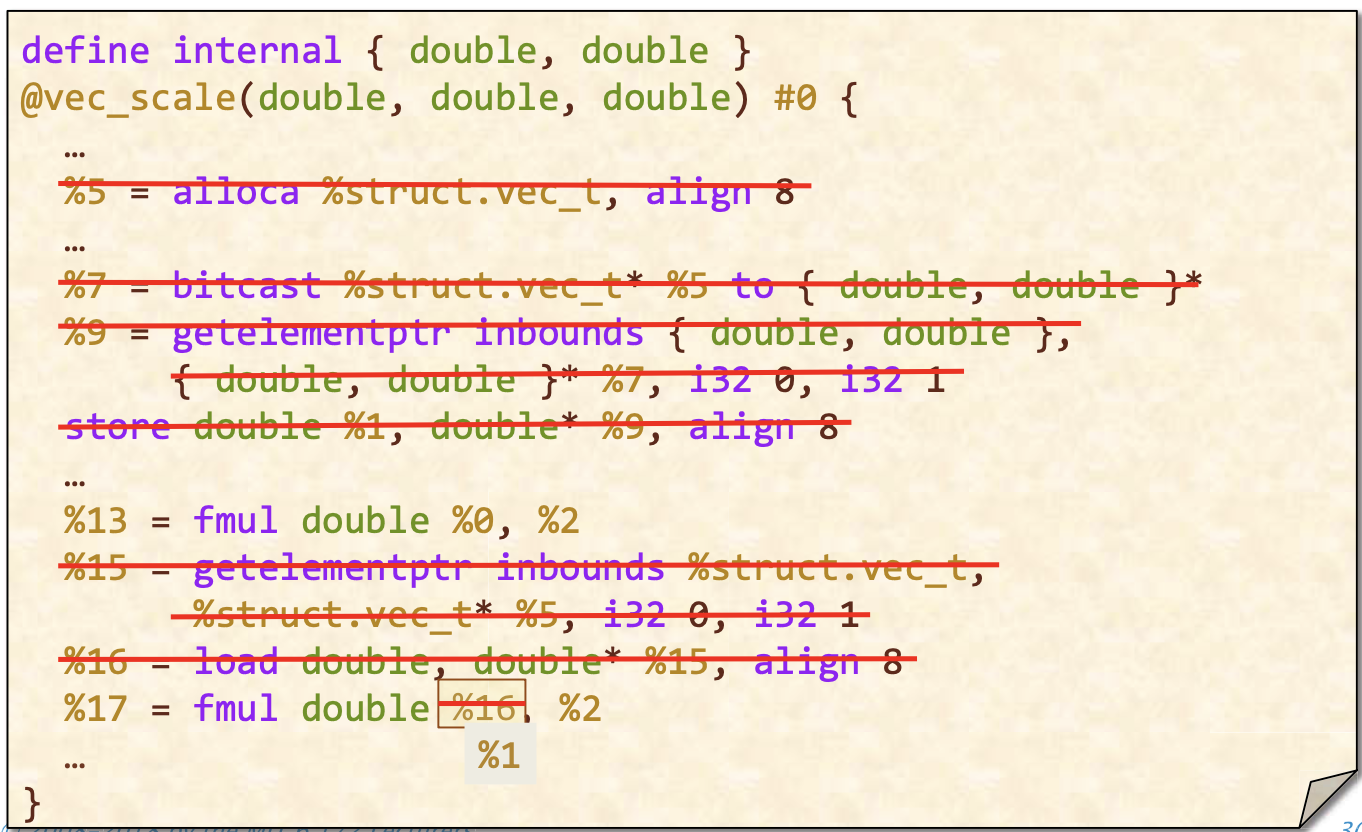 define internal { double, double }
@vec_scale(double, double, double) #0 {
…
%5 = alloca %struct.vec_t, align 8
…
%7 = bitcast %struct.vec_t* %5 to { double, double }*
%9 = getelementptr inbounds { double, double },
{ double, double }* %7, i32 0, i32 1
store double %1, double* %9, align 8
…
%13 = fmul double %0, %2
%15 = getelementptr inbounds %struct.vec_t,
%struct.vec_t* %5, i32 0, i32 1
%16 = load double, double* %15, align 8
%17 = fmul double %16, %2
%1
…
}